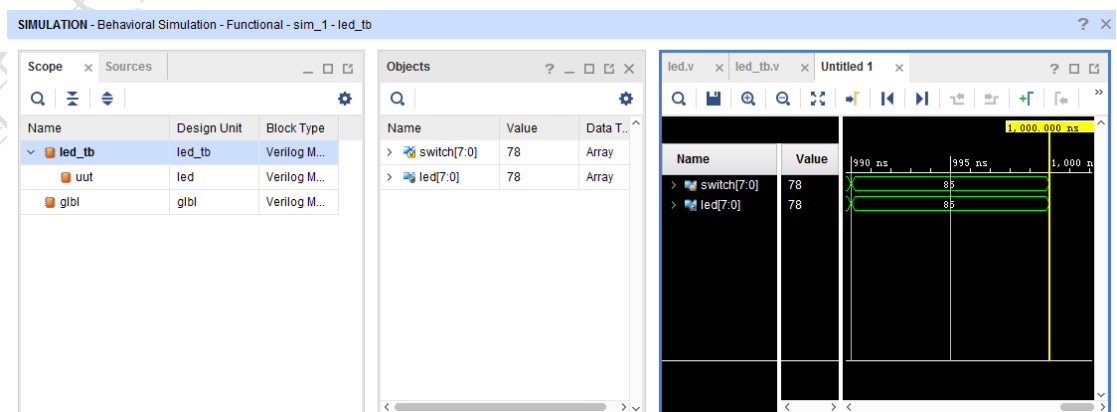 SIMULATION - Behavioral Simulation - Functional - sim_1 - led_tb
Scope Sources
Name Design Unit Block Type
led_tb led_tb Verilog M...
uut led Verilog M...
glbl glbl Verilog M...
Objects
Name Value Data T..
switch[7:0] 78 Array
led[7:0] 78 Array
led.v led_tb.v Untitled 1
1,000.000 ns
Name Value 990 ns 995 ns 1,000 n
switch[7:0] 78 85
led[7:0] 78 85